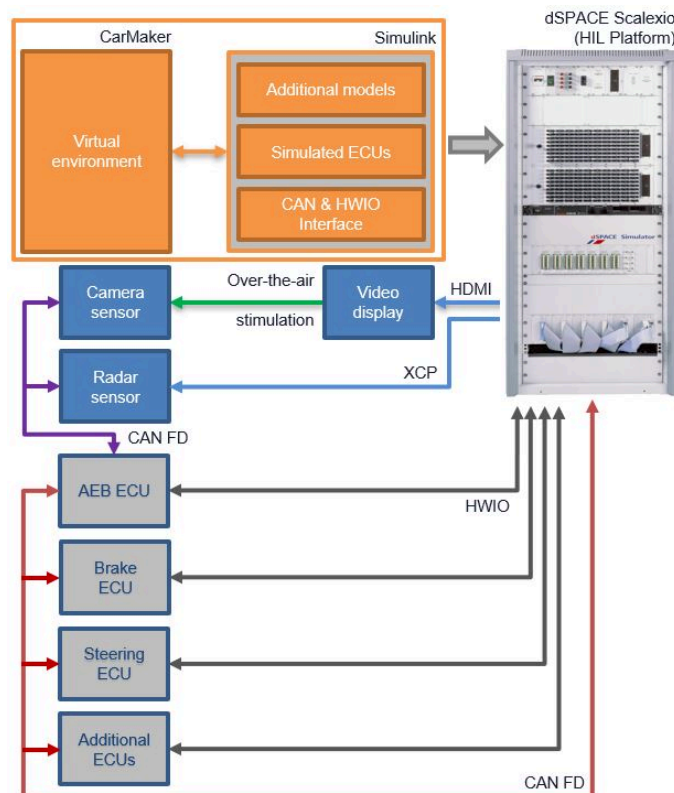 dSPACE Scalexio
(HIL Platform)
CarMaker
Simulink
Virtual
environment
Additional models
Simulated ECUs
CAN & HWIO
Interface
dSPACE Simulator
Camera
sensor
Over-the-air
stimulation
Video
display
HDMI
Radar
sensor
XCP
CAN FD
AEB ECU
HWIO
Brake
ECU
Steering
ECU
Additional
ECUs
CAN FD